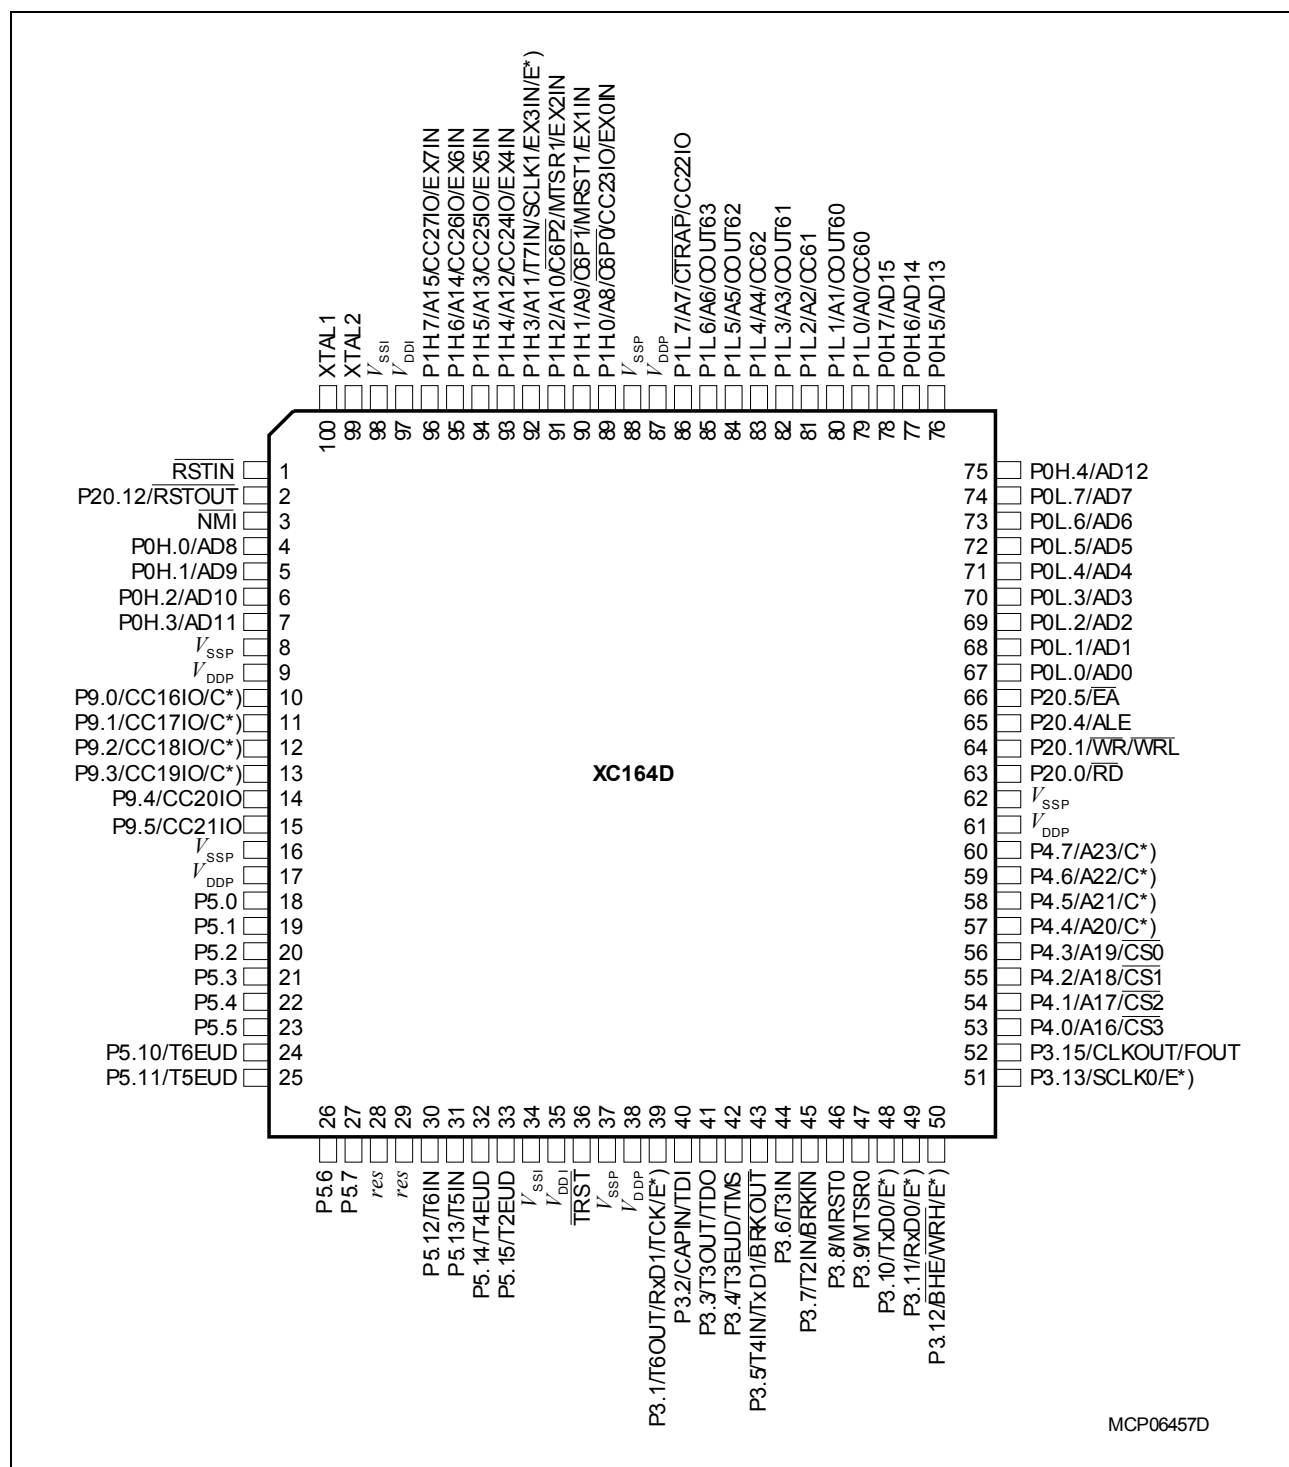 XTAL1
XTAL2
VSSI
VDDI
P1H.7/A15/CC27IO/EX7IN
P1H.6/A14/CC26IO/EX6IN
P1H.5/A13/CC25IO/EX5IN
P1H.4/A12/CC24IO/EX4IN
P1H.3/A11/T7IN/SCLK1/EX3IN/E*)
P1H.2/A10/C6P2/MTSR1/EX2IN
P1H.1/A9/C6P1/MRST1/EX1IN
P1H.0/A8/C6P0/CC23IO/EX0IN
VSSP
VDDP
P1L.7/A7/CTRAP/CC22IO
P1L.6/A6/COUT63
P1L.5/A5/COUT62
P1L.4/A4/CC62
P1L.3/A3/COUT61
P1L.2/A2/CC61
P1L.1/A1/COUT60
P1L.0/A0/CC60
P0H.7/AD15
P0H.6/AD14
P0H.5/AD13
100 99 98 97 96 95 94 93 92 91 90 89 88 87 86 85 84 83 82 81 80 79 78 77 76
RSTIN 1
P20.12/RSTOUT 2
NMI 3
P0H.0/AD8 4
P0H.1/AD9 5
P0H.2/AD10 6
P0H.3/AD11 7
VSSP 8
VDDP 9
P9.0/CC16IO/C*) 10
P9.1/CC17IO/C*) 11
P9.2/CC18IO/C*) 12
P9.3/CC19IO/C*) 13
P9.4/CC20IO 14
P9.5/CC21IO 15
VSSP 16
VDDP 17
P5.0 18
P5.1 19
P5.2 20
P5.3 21
P5.4 22
P5.5 23
P5.10/T6EUD 24
P5.11/T5EUD 25
XC164D
75 P0H.4/AD12
74 P0L.7/AD7
73 P0L.6/AD6
72 P0L.5/AD5
71 P0L.4/AD4
70 P0L.3/AD3
69 P0L.2/AD2
68 P0L.1/AD1
67 P0L.0/AD0
66 P20.5/EA
65 P20.4/ALE
64 P20.1/WR/WRL
63 P20.0/RD
62 VSSP
61 VDDP
60 P4.7/A23/C*)
59 P4.6/A22/C*)
58 P4.5/A21/C*)
57 P4.4/A20/C*)
56 P4.3/A19/CS0
55 P4.2/A18/CS1
54 P4.1/A17/CS2
53 P4.0/A16/CS3
52 P3.15/CLKOUT/FOUT
51 P3.13/SCLK0/E*)
26 27 28 29 30 31 32 33 34 35 36 37 38 39 40 41 42 43 44 45 46 47 48 49 50
P5.6
P5.7
res
res
P5.12/T6IN
P5.13/T5IN
P5.14/T4EUD
P5.15/T2EUD
VSSI
VDDI
TRST
VSSP
VDDP
P3.1/T6OUT/RxD1/TCK/E*)
P3.2/CAPIN/TDI
P3.3/T3OUT/TDO
P3.4/T3EUD/TMS
P3.5/T4IN/TxD1/BRKOUT
P3.6/T3IN
P3.7/T2IN/BRKIN
P3.8/MRST0
P3.9/MTSR0
P3.10/TxD0/E*)
P3.11/RxD0/E*)
P3.12/BHE/WRH/E*)
MCP06457D